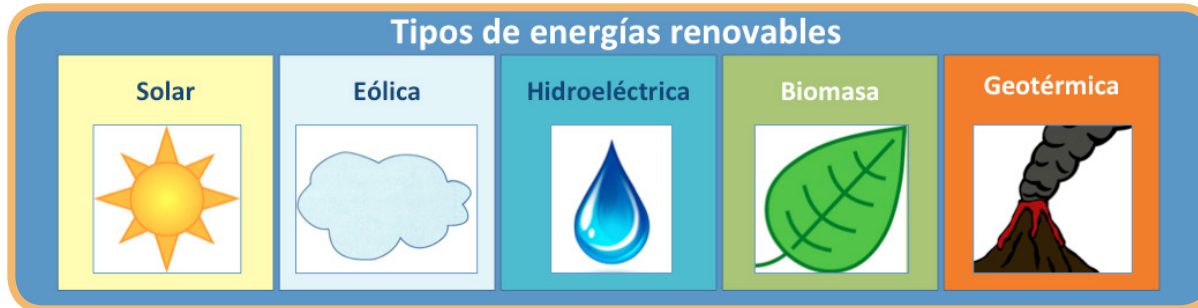 Tipos de energías renovables
Solar
Eólica
Hidroeléctrica
Biomasa
Geotérmica